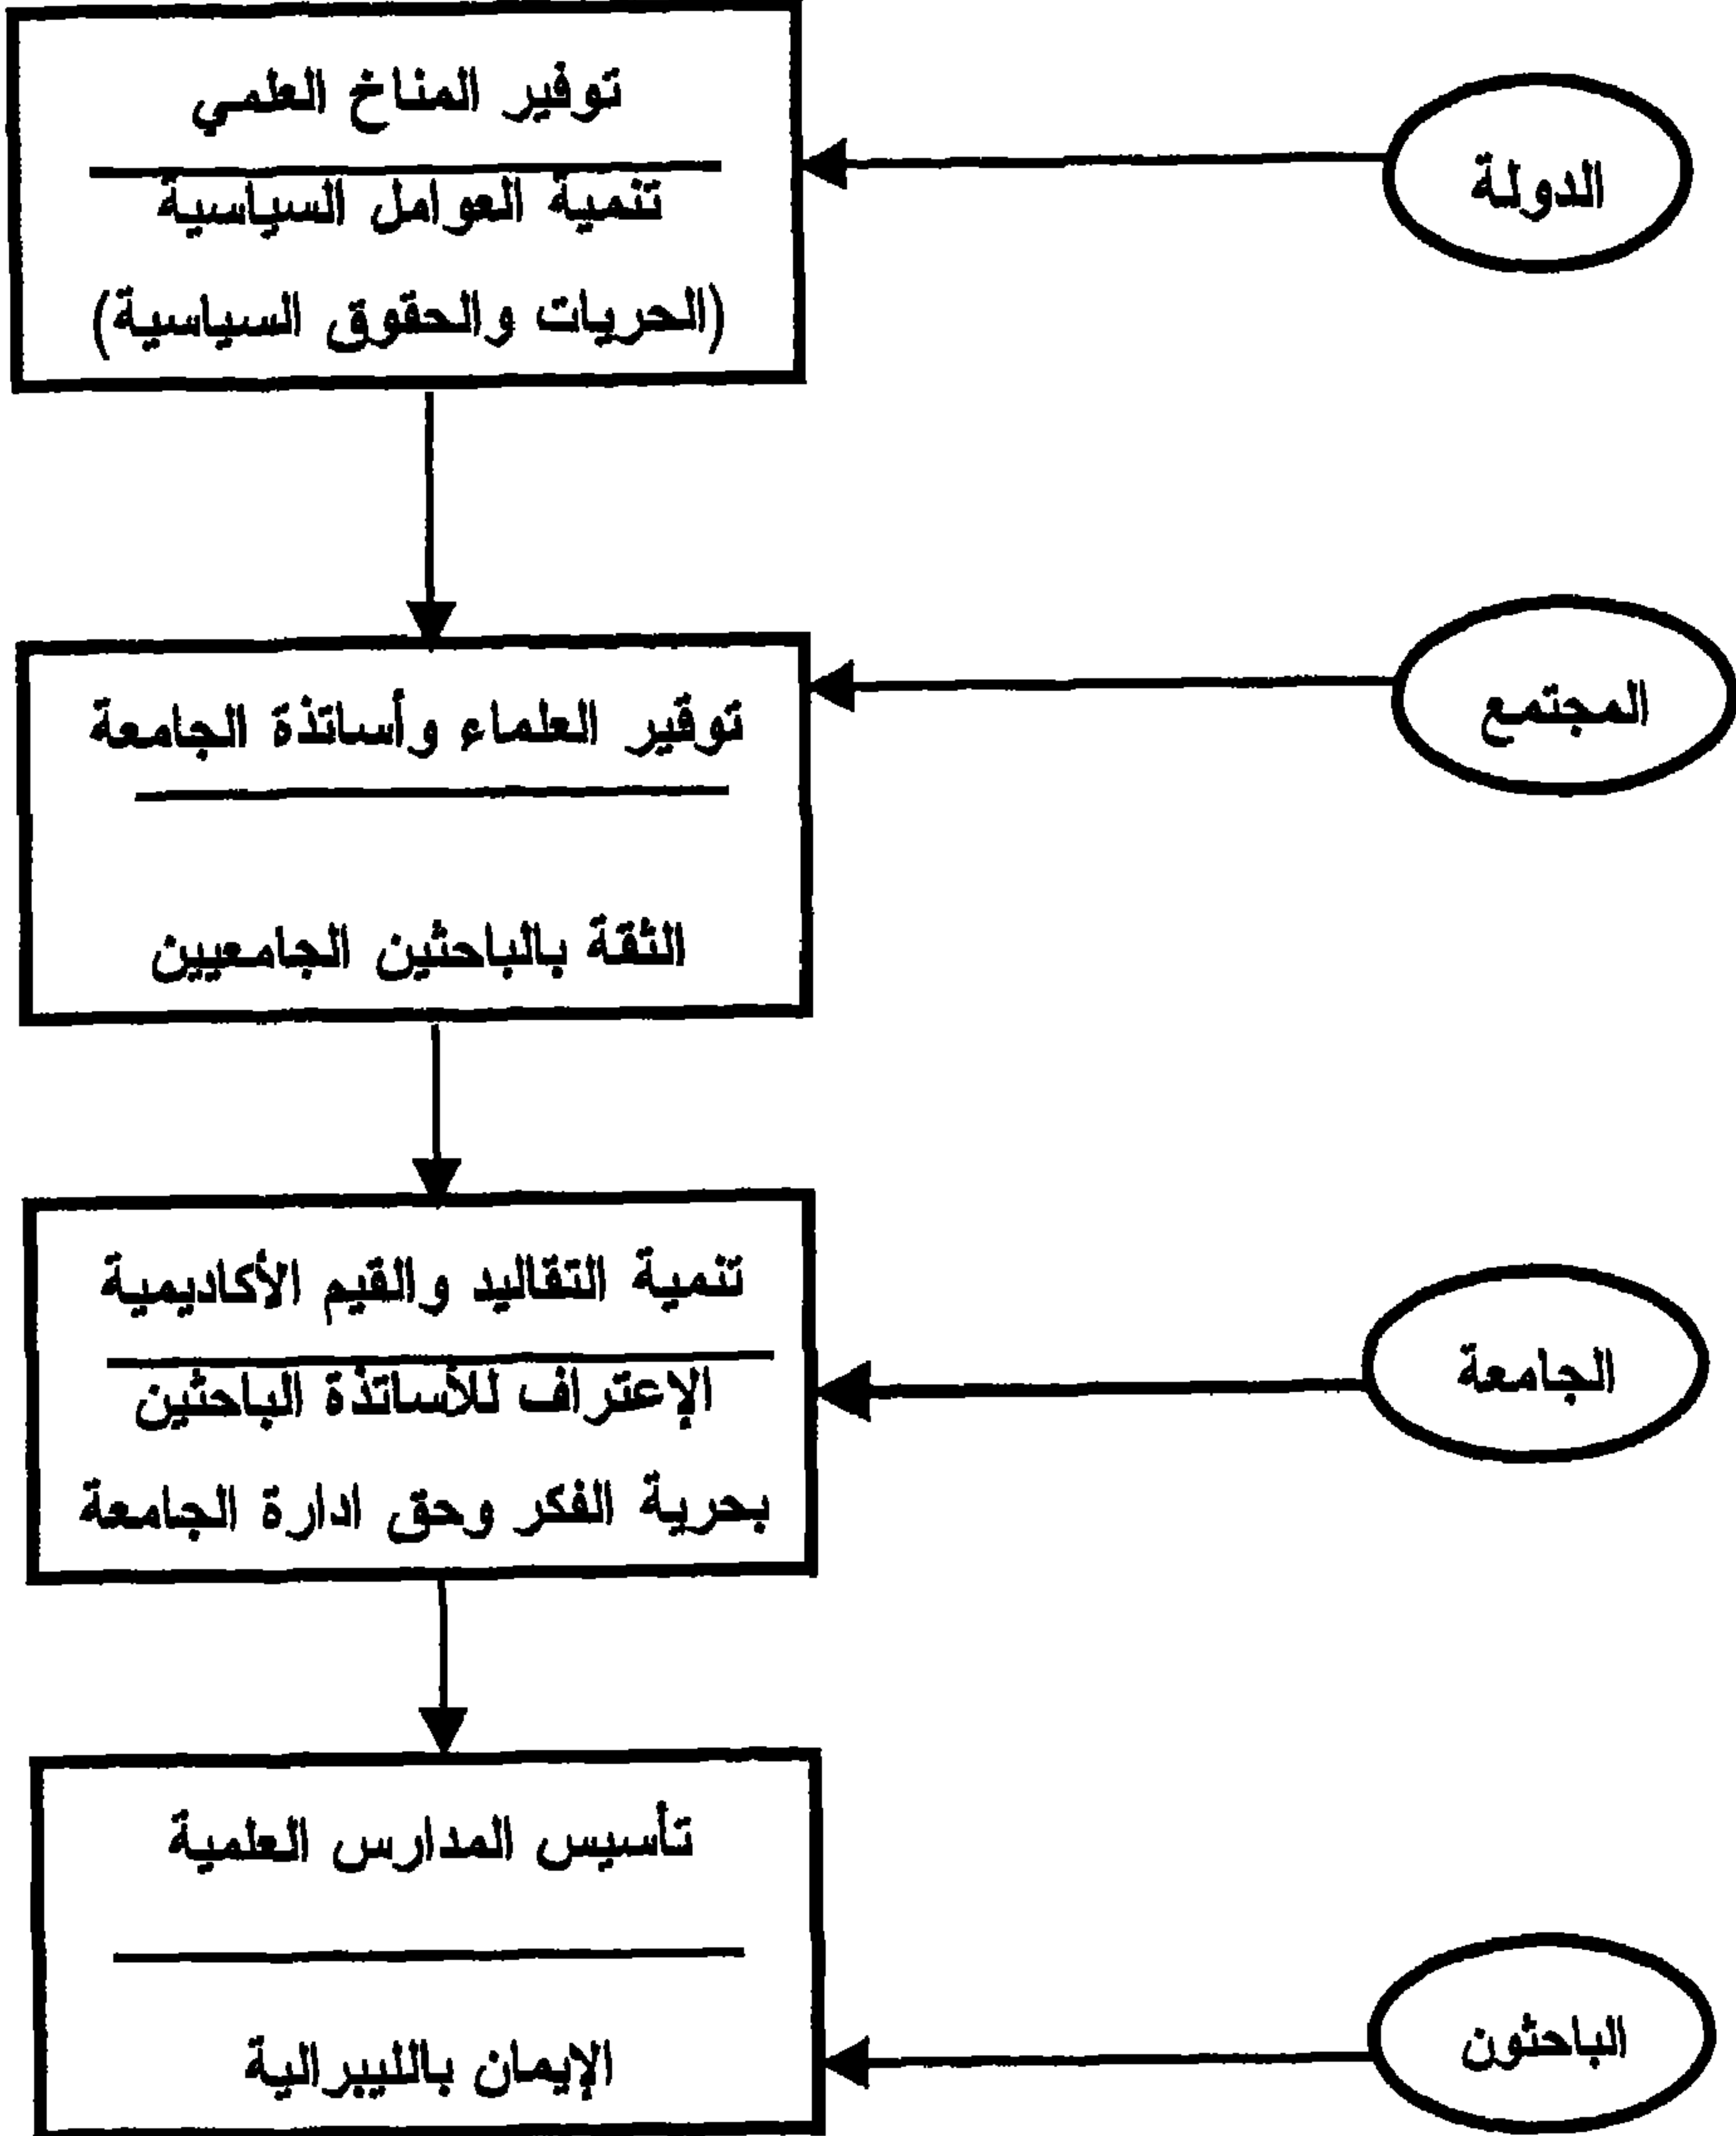 الدولة
توفير المناخ العلمي
تنمية العوامل السياسية
(الحريات والحقوق السياسية)
المجتمع
توقير العلماء وأساتذة الجامعة
الثقة بالباحثين الجامعيين
الجامعة
تنمية التقاليد والقيم الأكاديمية
الإعتراف للأساتذة الباحثين
بحرية الفكر وحق ادارة الجامعة
الباحثون
تأسيس المدارس العلمية
الإيمان بالليبرالية